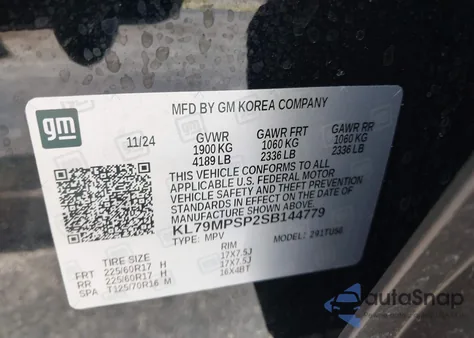 gm
MFD BY GM KOREA COMPANY
11/24 GVWR GAWR FRT GAWR RR
1900 KG 1060 KG 1060 KG
4189 LB 2336 LB 2336 LB
THIS VEHICLE CONFORMS TO ALL
APPLICABLE U.S. FEDERAL MOTOR
VEHICLE SAFETY AND THEFT PREVENTION
STANDARDS IN EFFECT ON THE DATE OF
MANUFACTURE SHOWN ABOVE.
KL79MPSP2SB144779
TYPE: MPV MODEL: 291TU56
TIRE SIZE RIM
FRT 225/60R17 H 17X7.5J
RR 225/60R17 H 17X7.5J
SPA T125/70R16 M 16X4BT
autoSnap